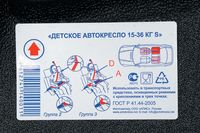 «ДЕТСКОЕ АВТОКРЕСЛО 15-36 КГ S»
D
A
Группа 2
Группа 3
Использовать в транспортных
средствах, оснащенных ремнями
с креплением в трех точках.
ГОСТ Р 41.44-2005